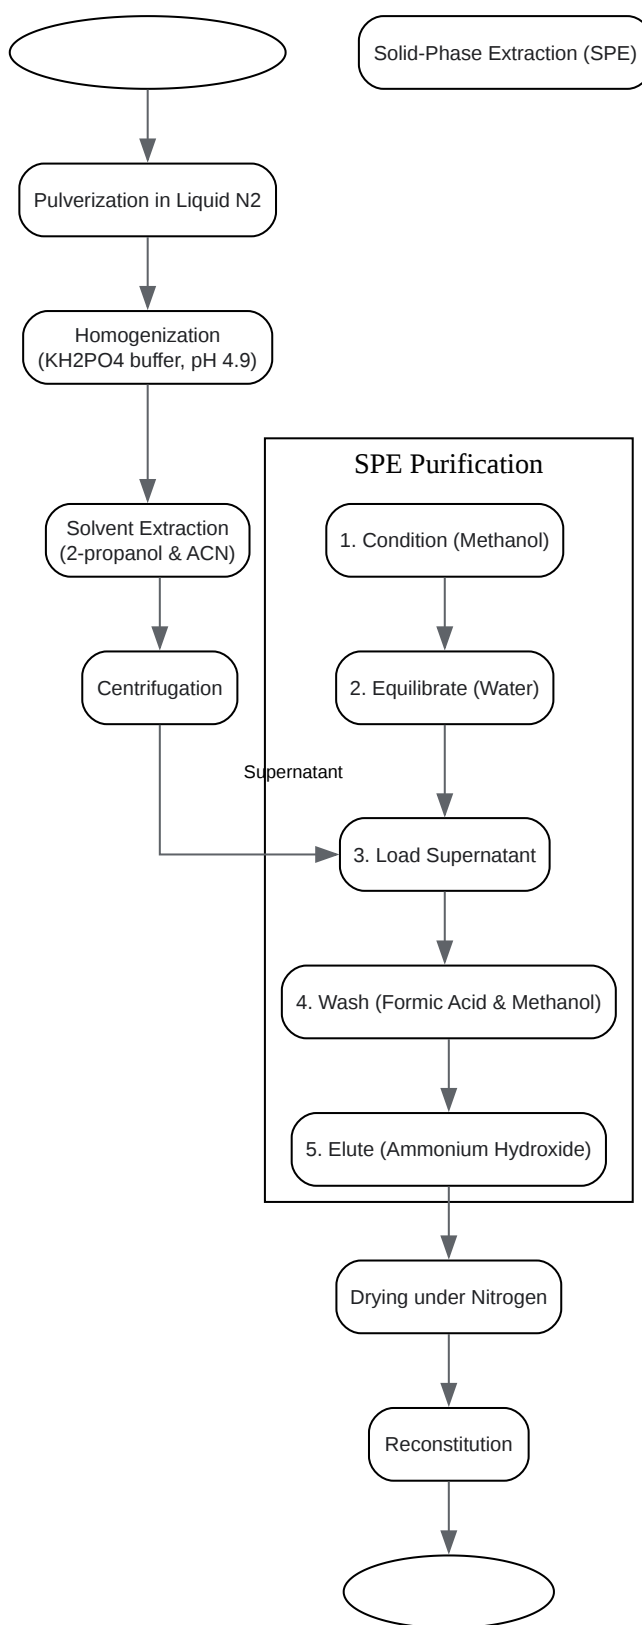 Solid-Phase Extraction (SPE)
Pulverization in Liquid N2
Homogenization
(KH2PO4 buffer, pH 4.9)
Solvent Extraction
(2-propanol & ACN)
Centrifugation
Supernatant
SPE Purification
1. Condition (Methanol)
2. Equilibrate (Water)
3. Load Supernatant
4. Wash (Formic Acid & Methanol)
5. Elute (Ammonium Hydroxide)
Drying under Nitrogen
Reconstitution